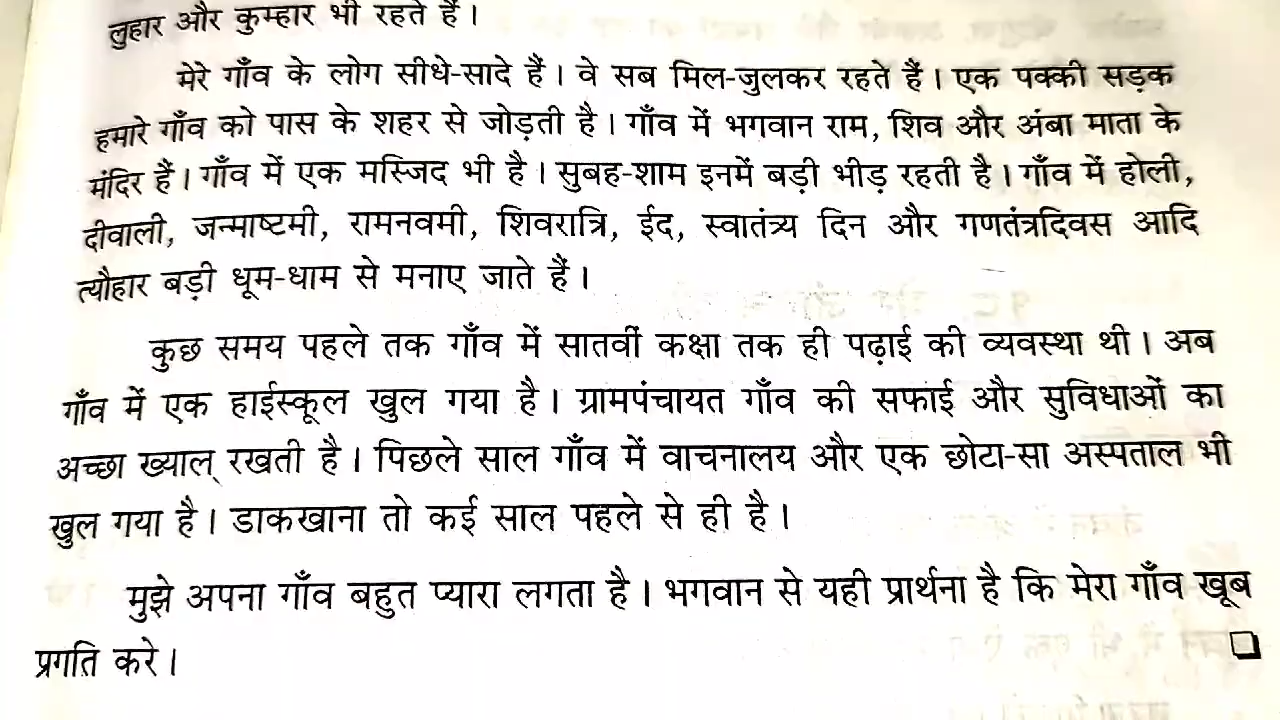 लुहार और कुम्हार भी रहते हैं ।
मेरे गाँव के लोग सीधे-सादे हैं । वे सब मिल-जुलकर रहते हैं । एक पक्की सड़क
हमारे गाँव को पास के शहर से जोड़ती है । गाँव में भगवान राम, शिव और अंबा माता के
मंदिर हैं । गाँव में एक मस्जिद भी है । सुबह-शाम इनमें बड़ी भीड़ रहती है । गाँव में होली,
दीवाली, जन्माष्टमी, रामनवमी, शिवरात्रि, ईद, स्वातंत्र्य दिन और गणतंत्रदिवस आदि
त्यौहार बड़ी धूम-धाम से मनाए जाते हैं ।
कुछ समय पहले तक गाँव में सातवीं कक्षा तक ही पढ़ाई की व्यवस्था थी । अब
गाँव में एक हाईस्कूल खुल गया है । ग्रामपंचायत गाँव की सफाई और सुविधाओं का
अच्छा ख्याल् रखती है । पिछले साल गाँव में वाचनालय और एक छोटा-सा अस्पताल भी
खुल गया है । डाकखाना तो कई साल पहले से ही है ।
मुझे अपना गाँव बहुत प्यारा लगता है । भगवान से यही प्रार्थना है कि मेरा गाँव खूब
प्रगति करे ।